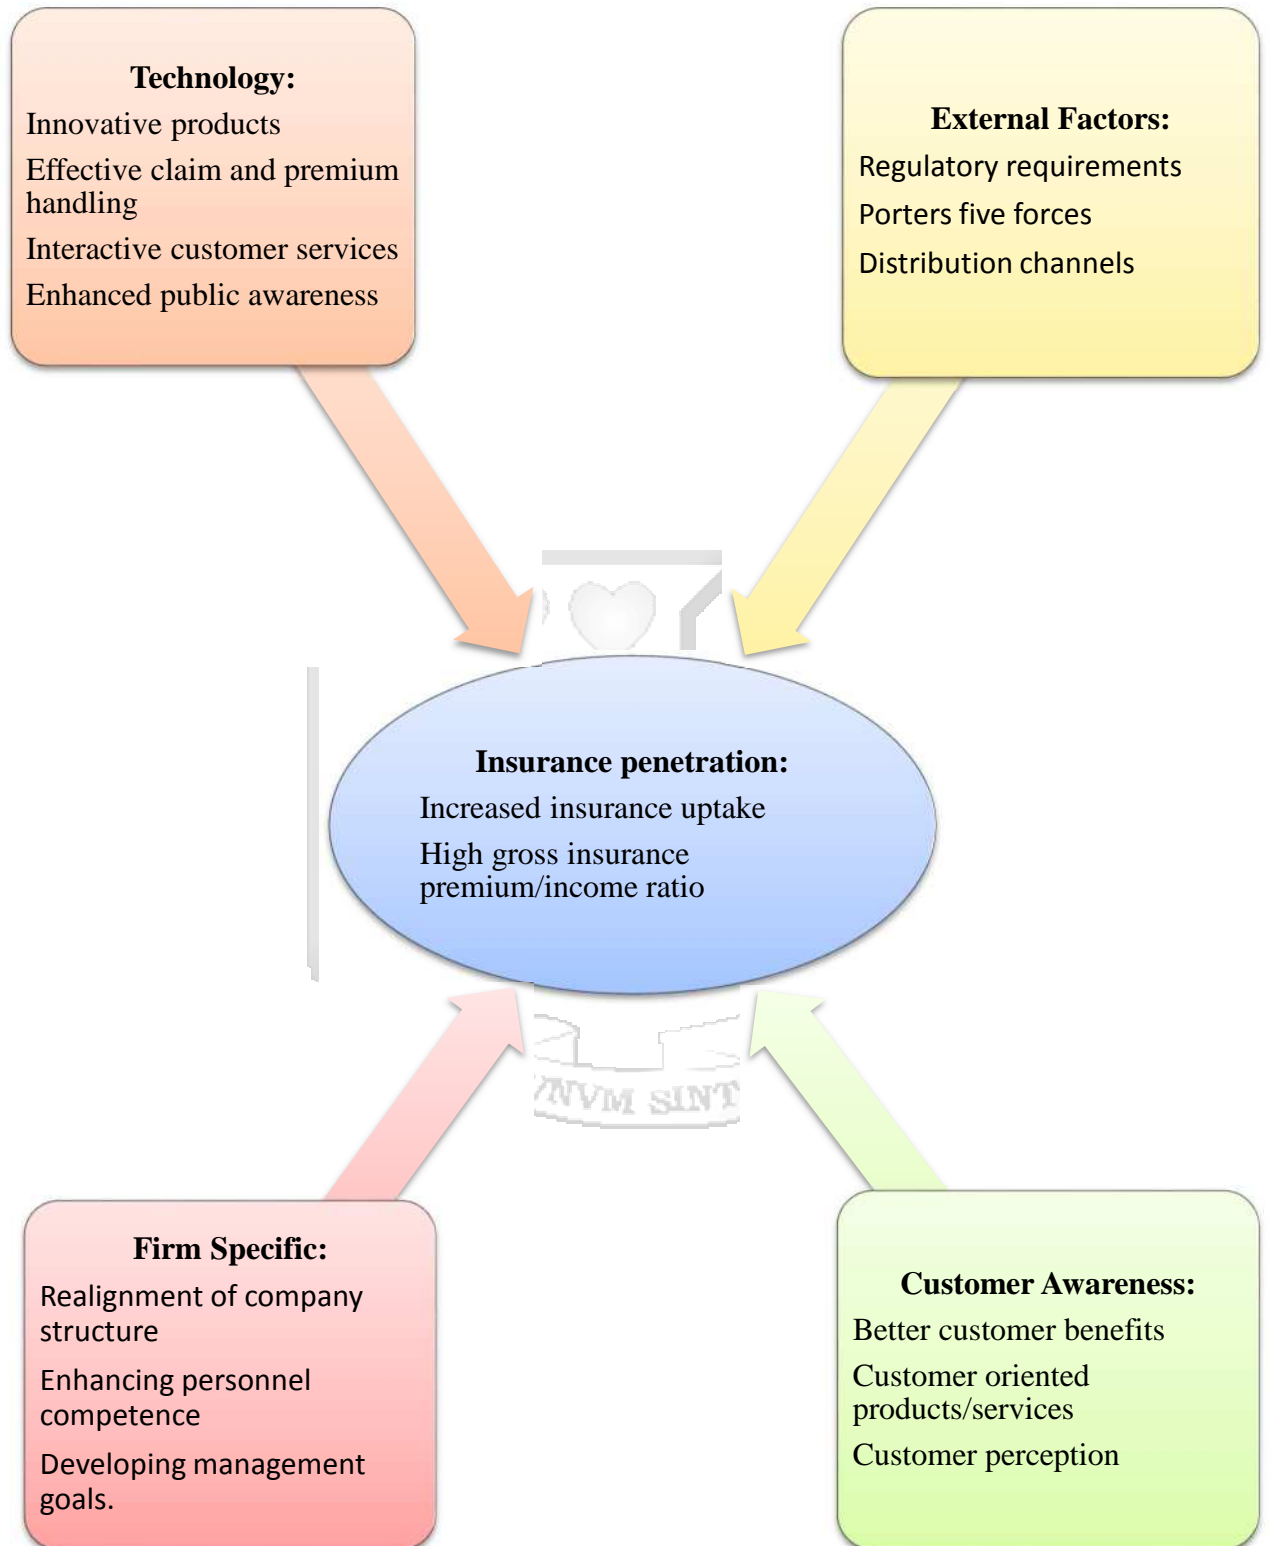 Technology:
Innovative products
Effective claim and premium
handling
Interactive customer services
Enhanced public awareness
External Factors:
Regulatory requirements
Porters five forces
Distribution channels
Insurance penetration:
Increased insurance uptake
High gross insurance
premium/income ratio
VM SINT
Firm Specific:
Realignment of company
structure
Enhancing personnel
competence
Developing management
goals.
Customer Awareness:
Better customer benefits
Customer oriented
products/services
Customer perception